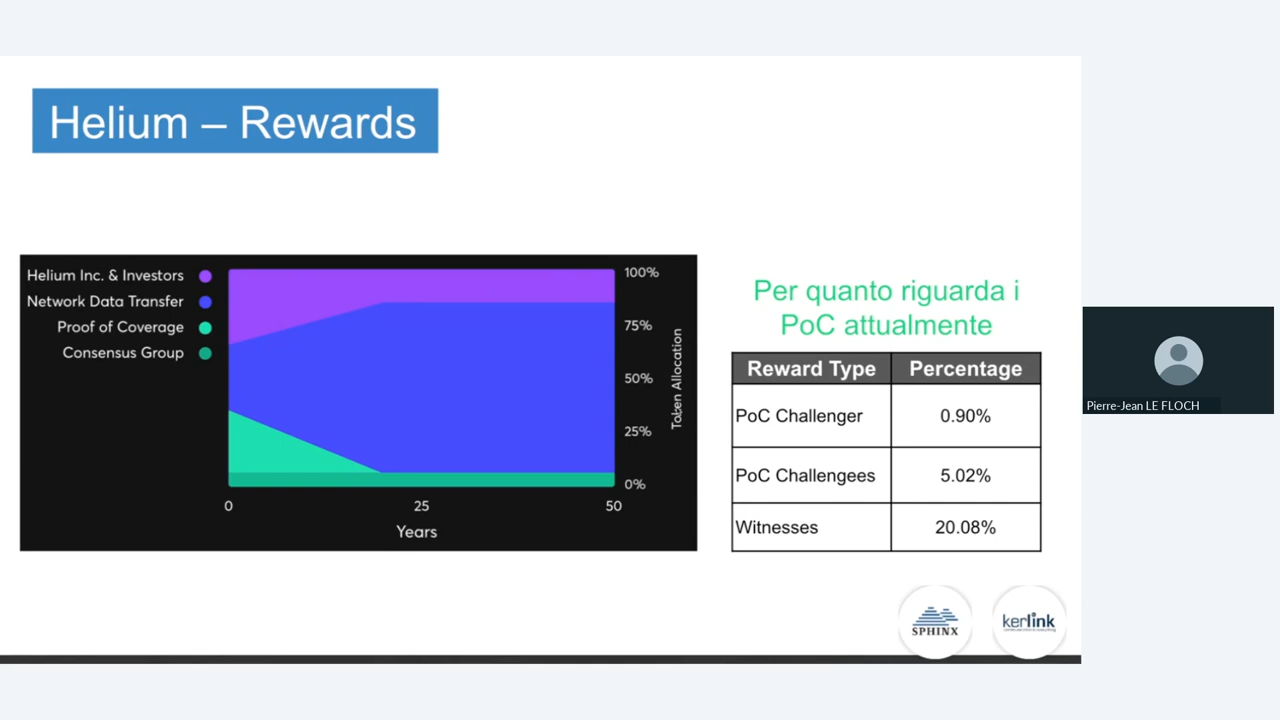 Helium – Rewards
Helium Inc. & Investors
Network Data Transfer
Proof of Coverage
Consensus Group
100%
75%
50%
25%
0%
Token Allocation
0 25 50
Years
Per quanto riguarda i
PoC attualmente
Reward Type Percentage
PoC Challenger 0.90%
PoC Challengees 5.02%
Witnesses 20.08%
Pierre-Jean LE FLOCH
SPHINX
kerlink